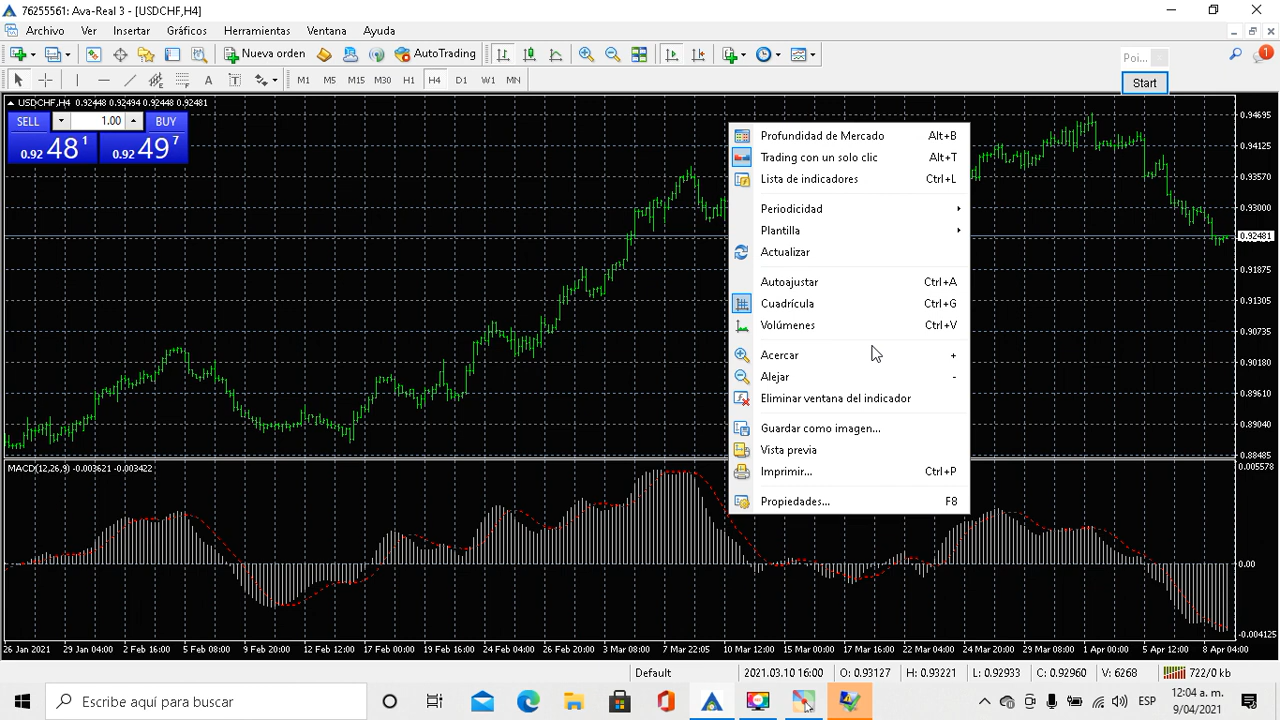 76255561: Ava-Real 3 - [USDCHF,H4]
Archivo Ver Insertar Gráficos Herramientas Ventana Ayuda
Nueva orden AutoTrading
Poi...
1
Start
A T M1 M5 M15 M30 H1 H4 D1 W1 MN
USDCHF,H4 0.92448 0.92494 0.92448 0.92481
SELL 1.00 BUY
0.92 48 1 0.92 49 7
Profundidad de Mercado Alt+B
Trading con un solo clic Alt+T
Lista de indicadores Ctrl+L
Periodicidad
Plantilla
Actualizar
Autoajustar Ctrl+A
Cuadrícula Ctrl+G
Volúmenes Ctrl+V
Acercar +
Alejar -
Eliminar ventana del indicador
Guardar como imagen...
Vista previa
Imprimir... Ctrl+P
Propiedades... F8
0.94695
0.94125
0.93570
0.93000
0.92481
0.91875
0.91305
0.90735
0.90180
0.89610
0.89040
0.88485
MACD(12,26,9) -0.003621 -0.003422
0.005578
0.00
-0.004125
26 Jan 2021 29 Jan 04:00 2 Feb 16:00 5 Feb 08:00 9 Feb 20:00 12 Feb 12:00 17 Feb 04:00 19 Feb 16:00 24 Feb 04:00 26 Feb 20:00 3 Mar 08:00 7 Mar 22:05 10 Mar 12:00 15 Mar 00:00 17 Mar 16:00 22 Mar 04:00 24 Mar 20:00 29 Mar 08:00 1 Apr 00:00 5 Apr 12:00 8 Apr 04:00
Default 2021.03.10 16:00 O: 0.93127 H: 0.93221 L: 0.92933 C: 0.92960 V: 6268 722/0 kb
Escribe aquí para buscar
ESP
12:04 a. m.
9/04/2021